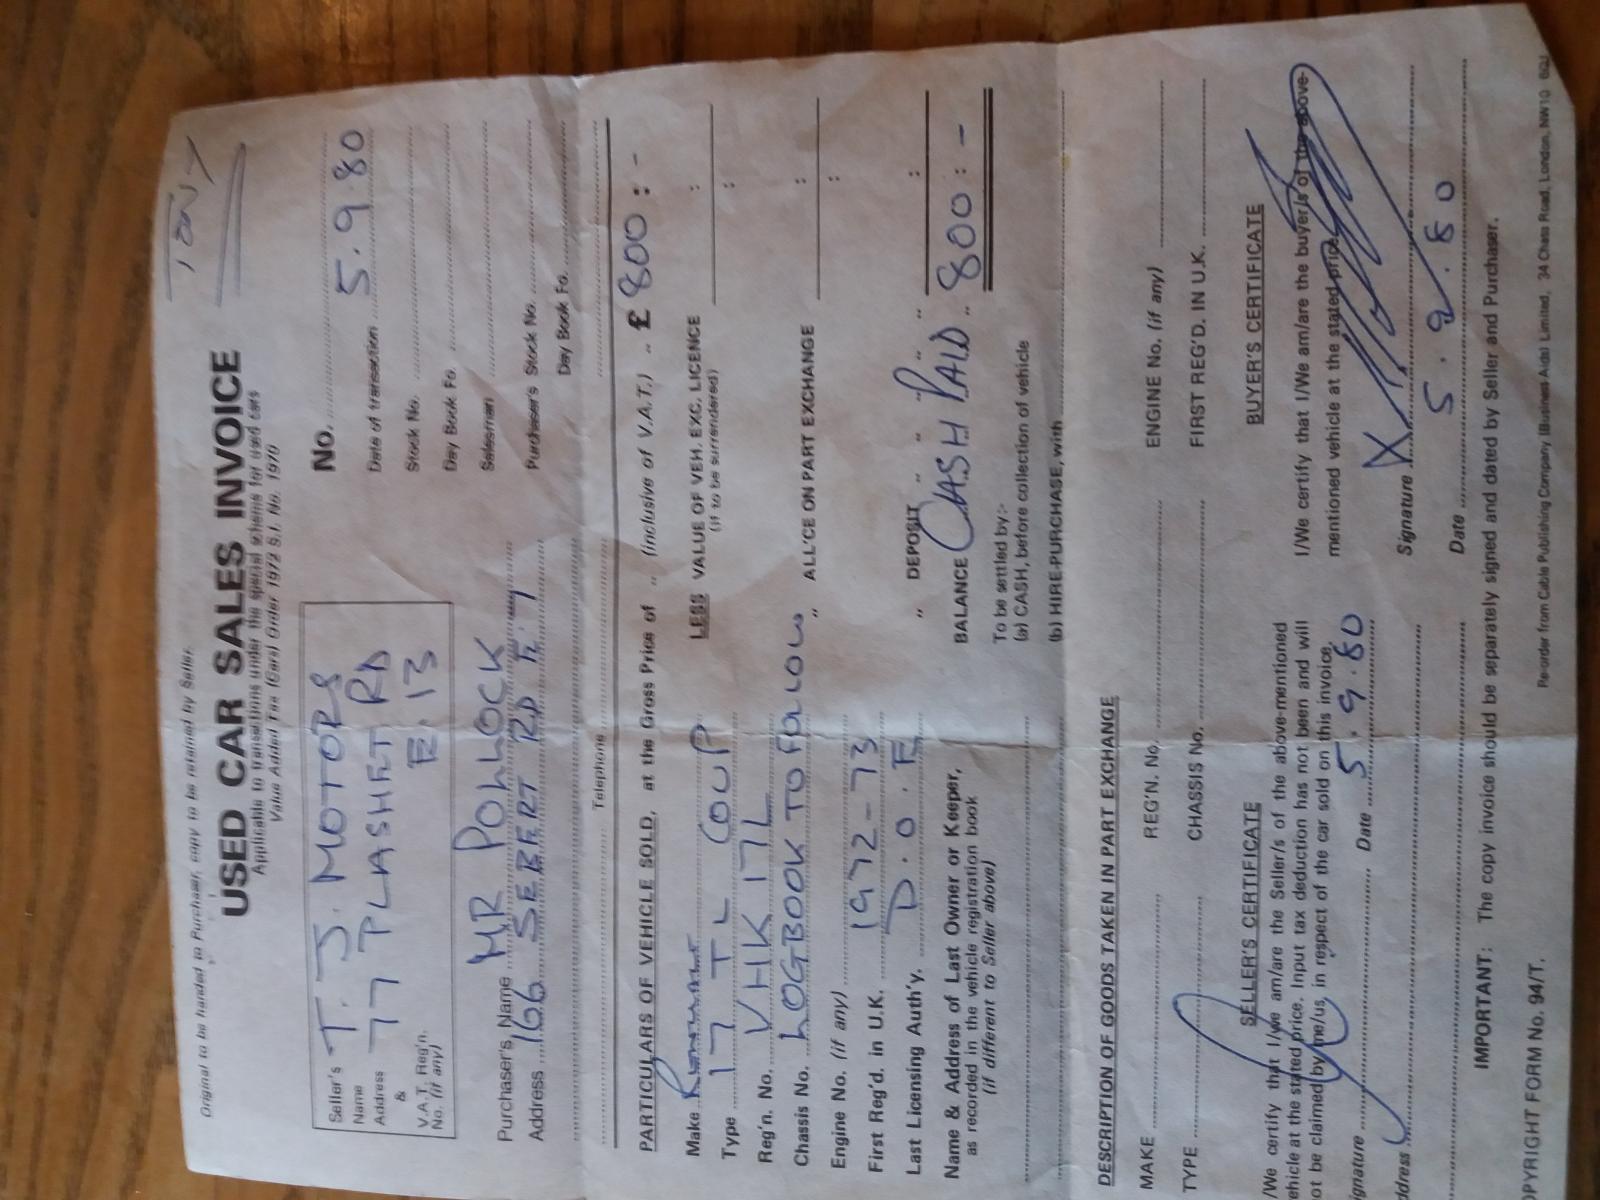 TONY
Original to be handed to Purchaser, copy to be retained by Seller.
USED CAR SALES INVOICE
Applicable to transactions under the special scheme for used cars
Value Added Tax (Cars) Order 1972 S.I. No. 1970
Seller's Name Address & V.A.T. Reg'n. No. (if any)
T. J. MOTORS
77 PLASHET RD
E.13
No.
Date of transaction 5.9.80
Stock No.
Day Book Fo.
Salesman
Purchaser's Stock No.
Day Book Fo.
Purchaser's Name MR POLLOCK
Address 166 SEBERT RD E.7
Telephone
PARTICULARS OF VEHICLE SOLD, at the Gross Price of (inclusive of V.A.T.) £ 800 : -
Make
Type 17 TL COUP
Reg'n. No. VHK 17L
Chassis No. LOGBOOK TO FOLLOW
Engine No. (if any)
First Reg'd. in U.K. 1972-73
Last Licensing Auth'y. D.O.E
Name & Address of Last Owner or Keeper,
as recorded in the vehicle registration book
(if different to Seller above)
LESS VALUE OF VEH. EXC. LICENCE :
(if to be surrendered) :
„ ALL'CE ON PART EXCHANGE :
:
„ DEPOSIT :
BALANCE CASH PAID 800 : -
To be settled by:-
(a) CASH, before collection of vehicle
(b) HIRE-PURCHASE, with
DESCRIPTION OF GOODS TAKEN IN PART EXCHANGE
MAKE REG'N. No. ENGINE No. (if any)
TYPE CHASSIS No. FIRST REG'D. IN U.K.
SELLER'S CERTIFICATE
I/We certify that I/we am/are the Seller/s of the above-mentioned
vehicle at the stated price. Input tax deduction has not been and will
not be claimed by me/us, in respect of the car sold on this invoice.
Signature Date 5.9.80
Address
BUYER'S CERTIFICATE
I/We certify that I/We am/are the buyer/s of the above-
mentioned vehicle at the stated price.
Signature X
Date 5.9.80
IMPORTANT: The copy invoice should be separately signed and dated by Seller and Purchaser.
COPYRIGHT FORM No. 94/T.
Re-order from Cable Publishing Company (Business Aids) Limited, 34 Chase Road, London, NW10 6QJ